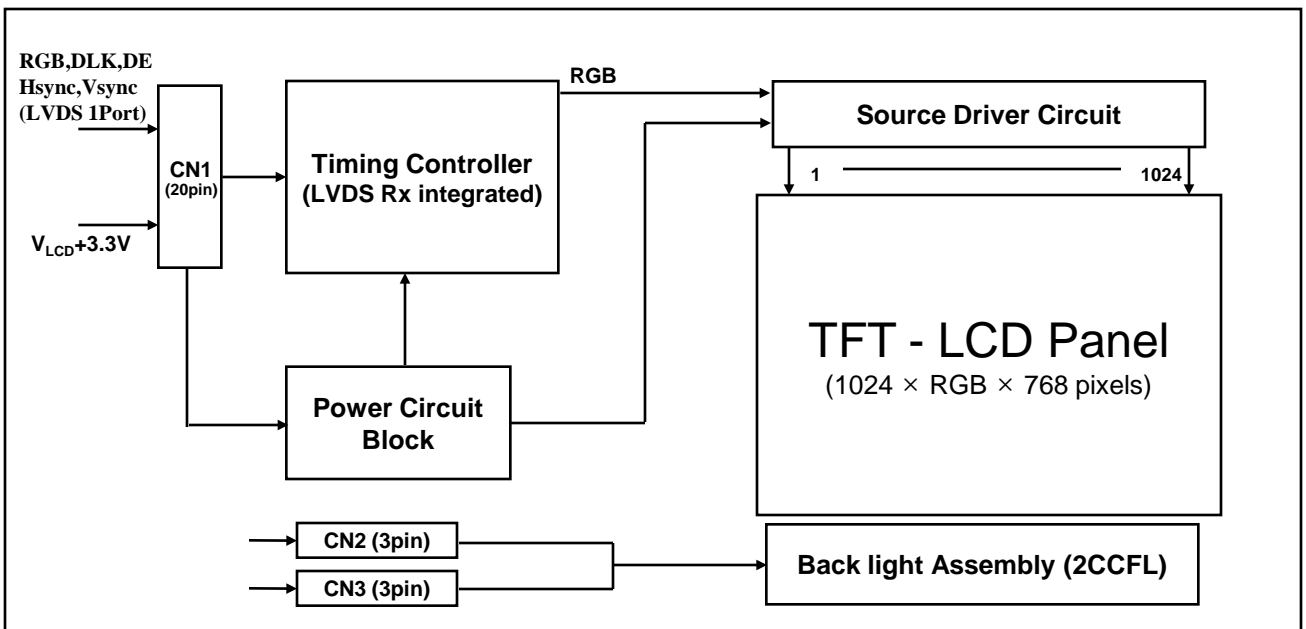 RGB,DLK,DE
Hsync,Vsync
(LVDS 1Port)
CN1
(20pin)
VLCD+3.3V
Timing Controller
(LVDS Rx integrated)
RGB
Source Driver Circuit
1
1024
TFT - LCD Panel
(1024 × RGB × 768 pixels)
Power Circuit
Block
CN2 (3pin)
CN3 (3pin)
Back light Assembly (2CCFL)